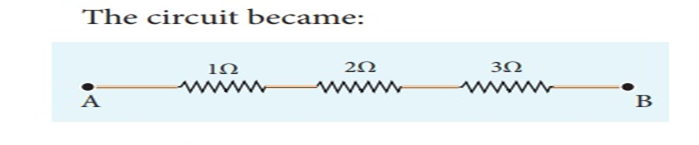 The circuit became:
1Ω 2Ω 3Ω
A B